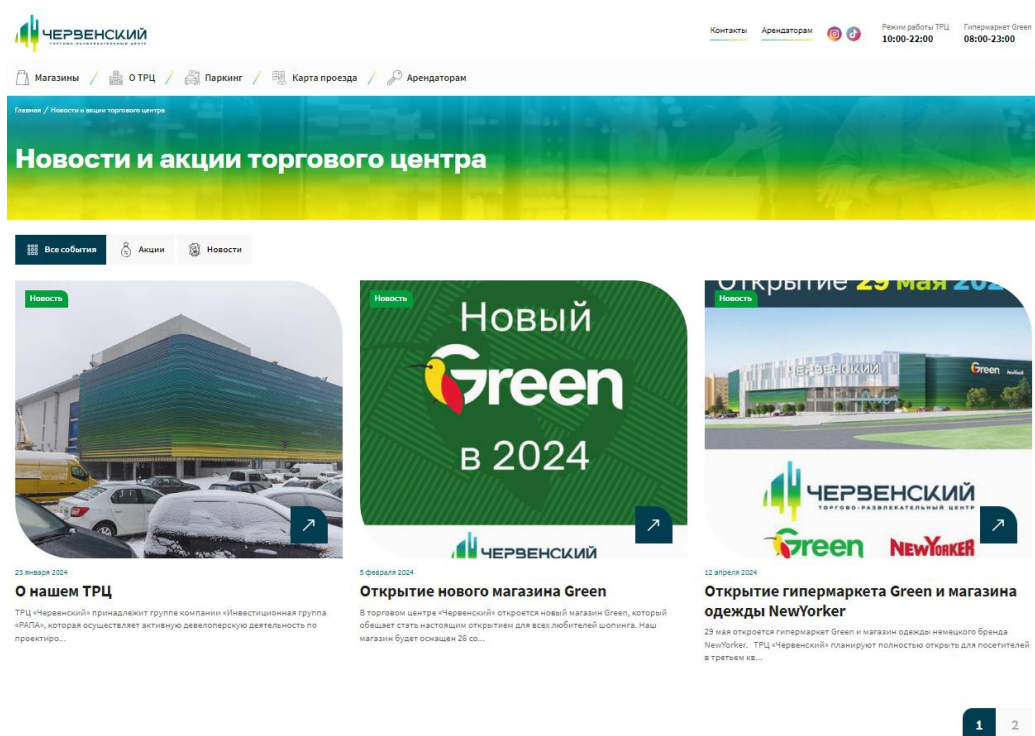 ЧЕРВЕНСКИЙ
ТОРГОВО-РАЗВЛЕКАТЕЛЬНЫЙ ЦЕНТР
Контакты
Арендаторам
Режим работы ТРЦ
10:00-22:00
Гипермаркет Green
08:00-23:00
Магазины / О ТРЦ / Паркинг / Карта проезда / Арендаторам
Главная / Новости и акции торгового центра
Новости и акции торгового центра
Все события
Акции
Новости
Новость
Новость
Новый
Green
в 2024
ЧЕРВЕНСКИЙ
Открытие 29 мая
Новость
ЧЕРВЕНСКИЙ
Green
ЧЕРВЕНСКИЙ
ТОРГОВО-РАЗВЛЕКАТЕЛЬНЫЙ ЦЕНТР
Green NEWYORKER
23 января 2024
О нашем ТРЦ
ТРЦ «Червенский» принадлежит группе компании «Инвестиционная группа
«РАПА», которая осуществляет активную девелоперскую деятельность по
проектиро...
5 февраля 2024
Открытие нового магазина Green
В торговом центре «Червенский» откроется новый магазин Green, который
обещает стать настоящим открытием для всех любителей шопинга. Наш
магазин будет оснащен 26 со...
12 апреля 2024
Открытие гипермаркета Green и магазина
одежды NewYorker
29 мая откроется гипермаркет Green и магазин одежды немецкого бренда
NewYorker. ТРЦ «Червенский» планируют полностью открыть для посетителей
в третьем кв...
1
2